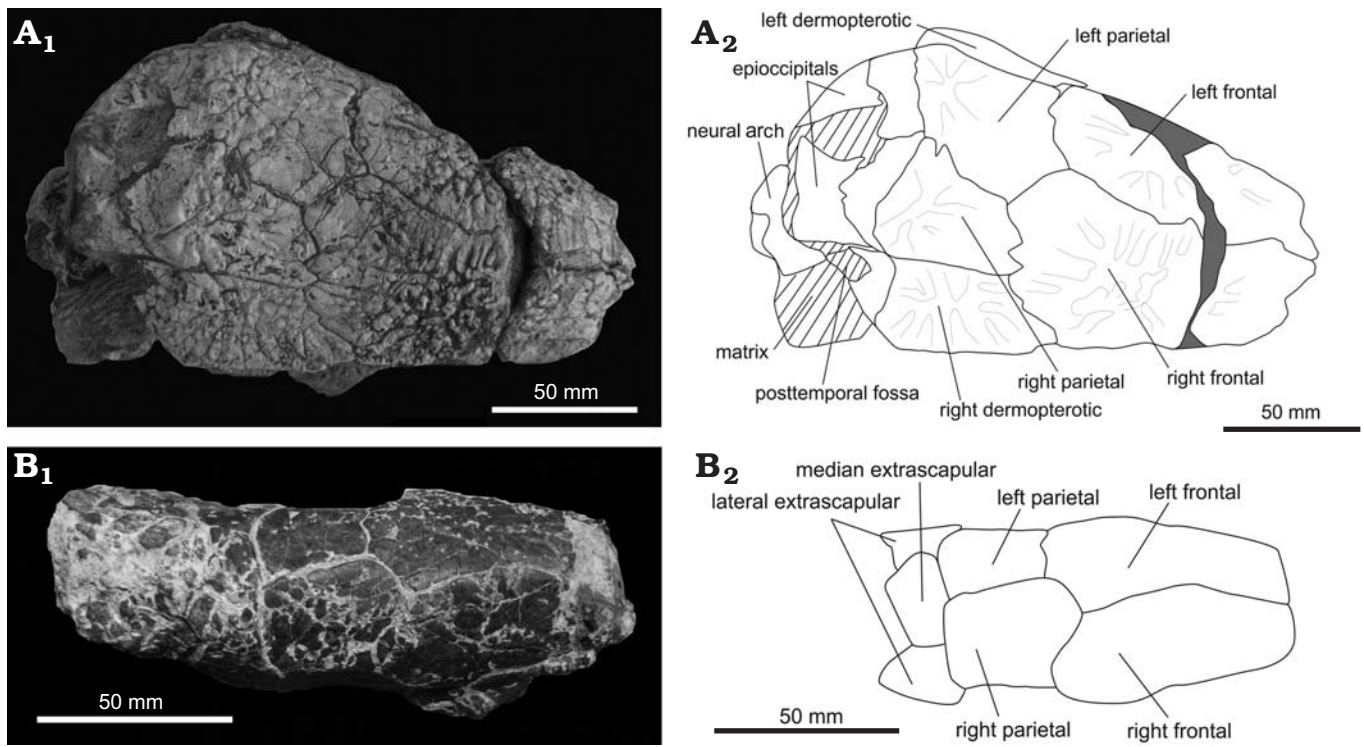 A1
50 mm
A2
left dermopterotic
left parietal
epioccipitals
left frontal
neural arch
matrix
posttemporal fossa
right dermopterotic
right parietal
right frontal
50 mm
B1
50 mm
B2
median extrascapular
lateral extrascapular
left parietal
left frontal
50 mm
right parietal
right frontal